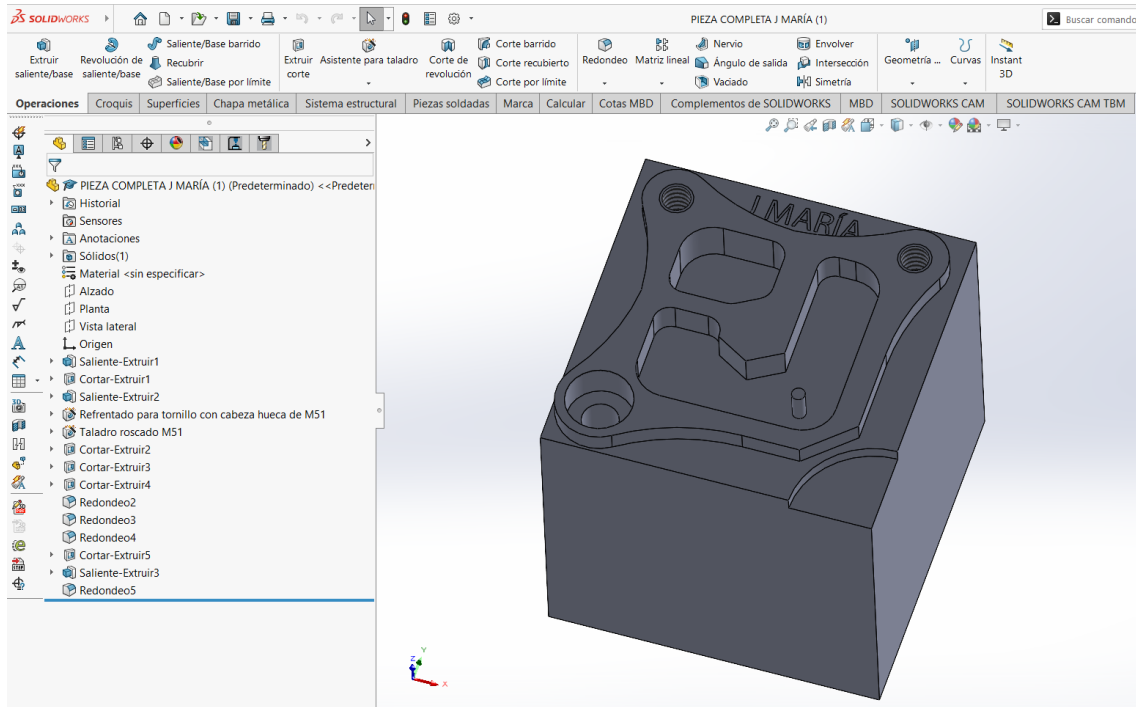 SOLIDWORKS
PIEZA COMPLETA J MARÍA (1)
Buscar comando
Extruir saliente/base
Revolución de saliente/base
Saliente/Base barrido
Recubrir
Saliente/Base por límite
Extruir corte
Asistente para taladro
Corte de revolución
Corte barrido
Corte recubierto
Corte por límite
Redondeo
Matriz lineal
Nervio
Ángulo de salida
Vaciado
Envolver
Intersección
Simetría
Geometría ...
Curvas
Instant 3D
Operaciones
Croquis
Superficies
Chapa metálica
Sistema estructural
Piezas soldadas
Marca
Calcular
Cotas MBD
Complementos de SOLIDWORKS
MBD
SOLIDWORKS CAM
SOLIDWORKS CAM TBM
PIEZA COMPLETA J MARÍA (1) (Predeterminado) <<Predeten
Historial
Sensores
Anotaciones
Sólidos(1)
Material <sin especificar>
Alzado
Planta
Vista lateral
Origen
Saliente-Extruir1
Cortar-Extruir1
Saliente-Extruir2
Refrentado para tornillo con cabeza hueca de M51
Taladro roscado M51
Cortar-Extruir2
Cortar-Extruir3
Cortar-Extruir4
Redondeo2
Redondeo3
Redondeo4
Cortar-Extruir5
Saliente-Extruir3
Redondeo5
J MARÍA
Y
Z
X